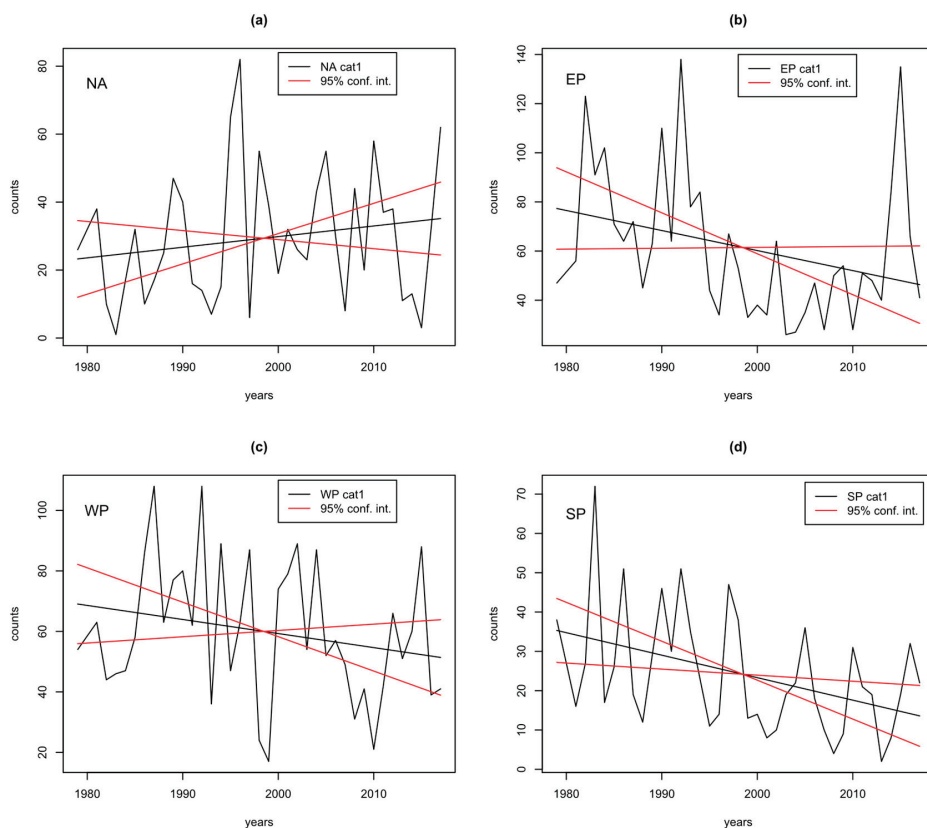 (a)
NA
NA cat1
95% conf. int.
counts
80
60
40
20
0
1980 1990 2000 2010
years
(b)
EP
EP cat1
95% conf. int.
counts
140
120
100
80
60
40
1980 1990 2000 2010
years
(c)
WP
WP cat1
95% conf. int.
counts
100
80
60
40
20
1980 1990 2000 2010
years
(d)
SP
SP cat1
95% conf. int.
counts
70
60
50
40
30
20
10
0
1980 1990 2000 2010
years